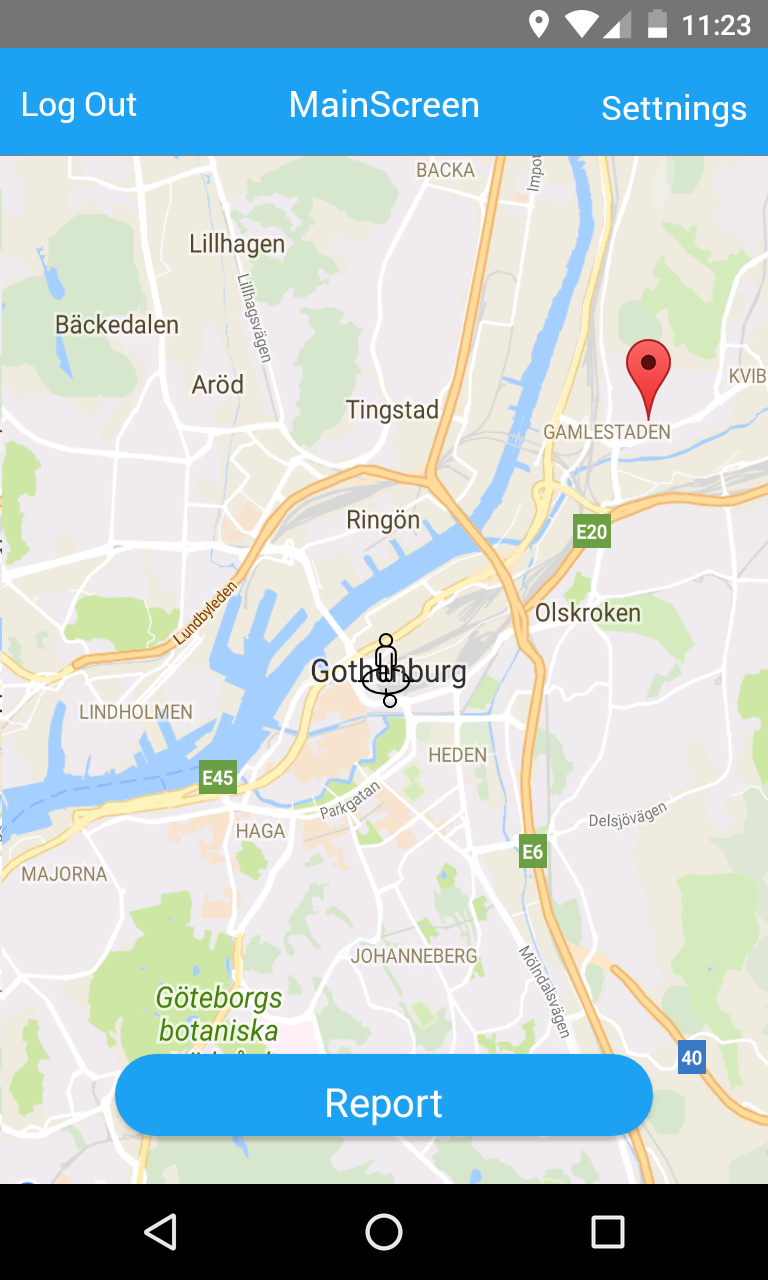 11:23
Log Out
MainScreen
Settnings
BACKA
Lillhagen
Lillhagsvägen
Bäckedalen
Aröd
KVIB
Tingstad
GAMLESTADEN
Ringön
E20
Lundbyleden
Olskroken
Gothenburg
LINDHOLMEN
HEDEN
E45
Parkgatan
Delsjövägen
HAGA
E6
MAJORNA
JOHANNEBERG
Mölndalsvägen
Göteborgs
botaniska
40
Report